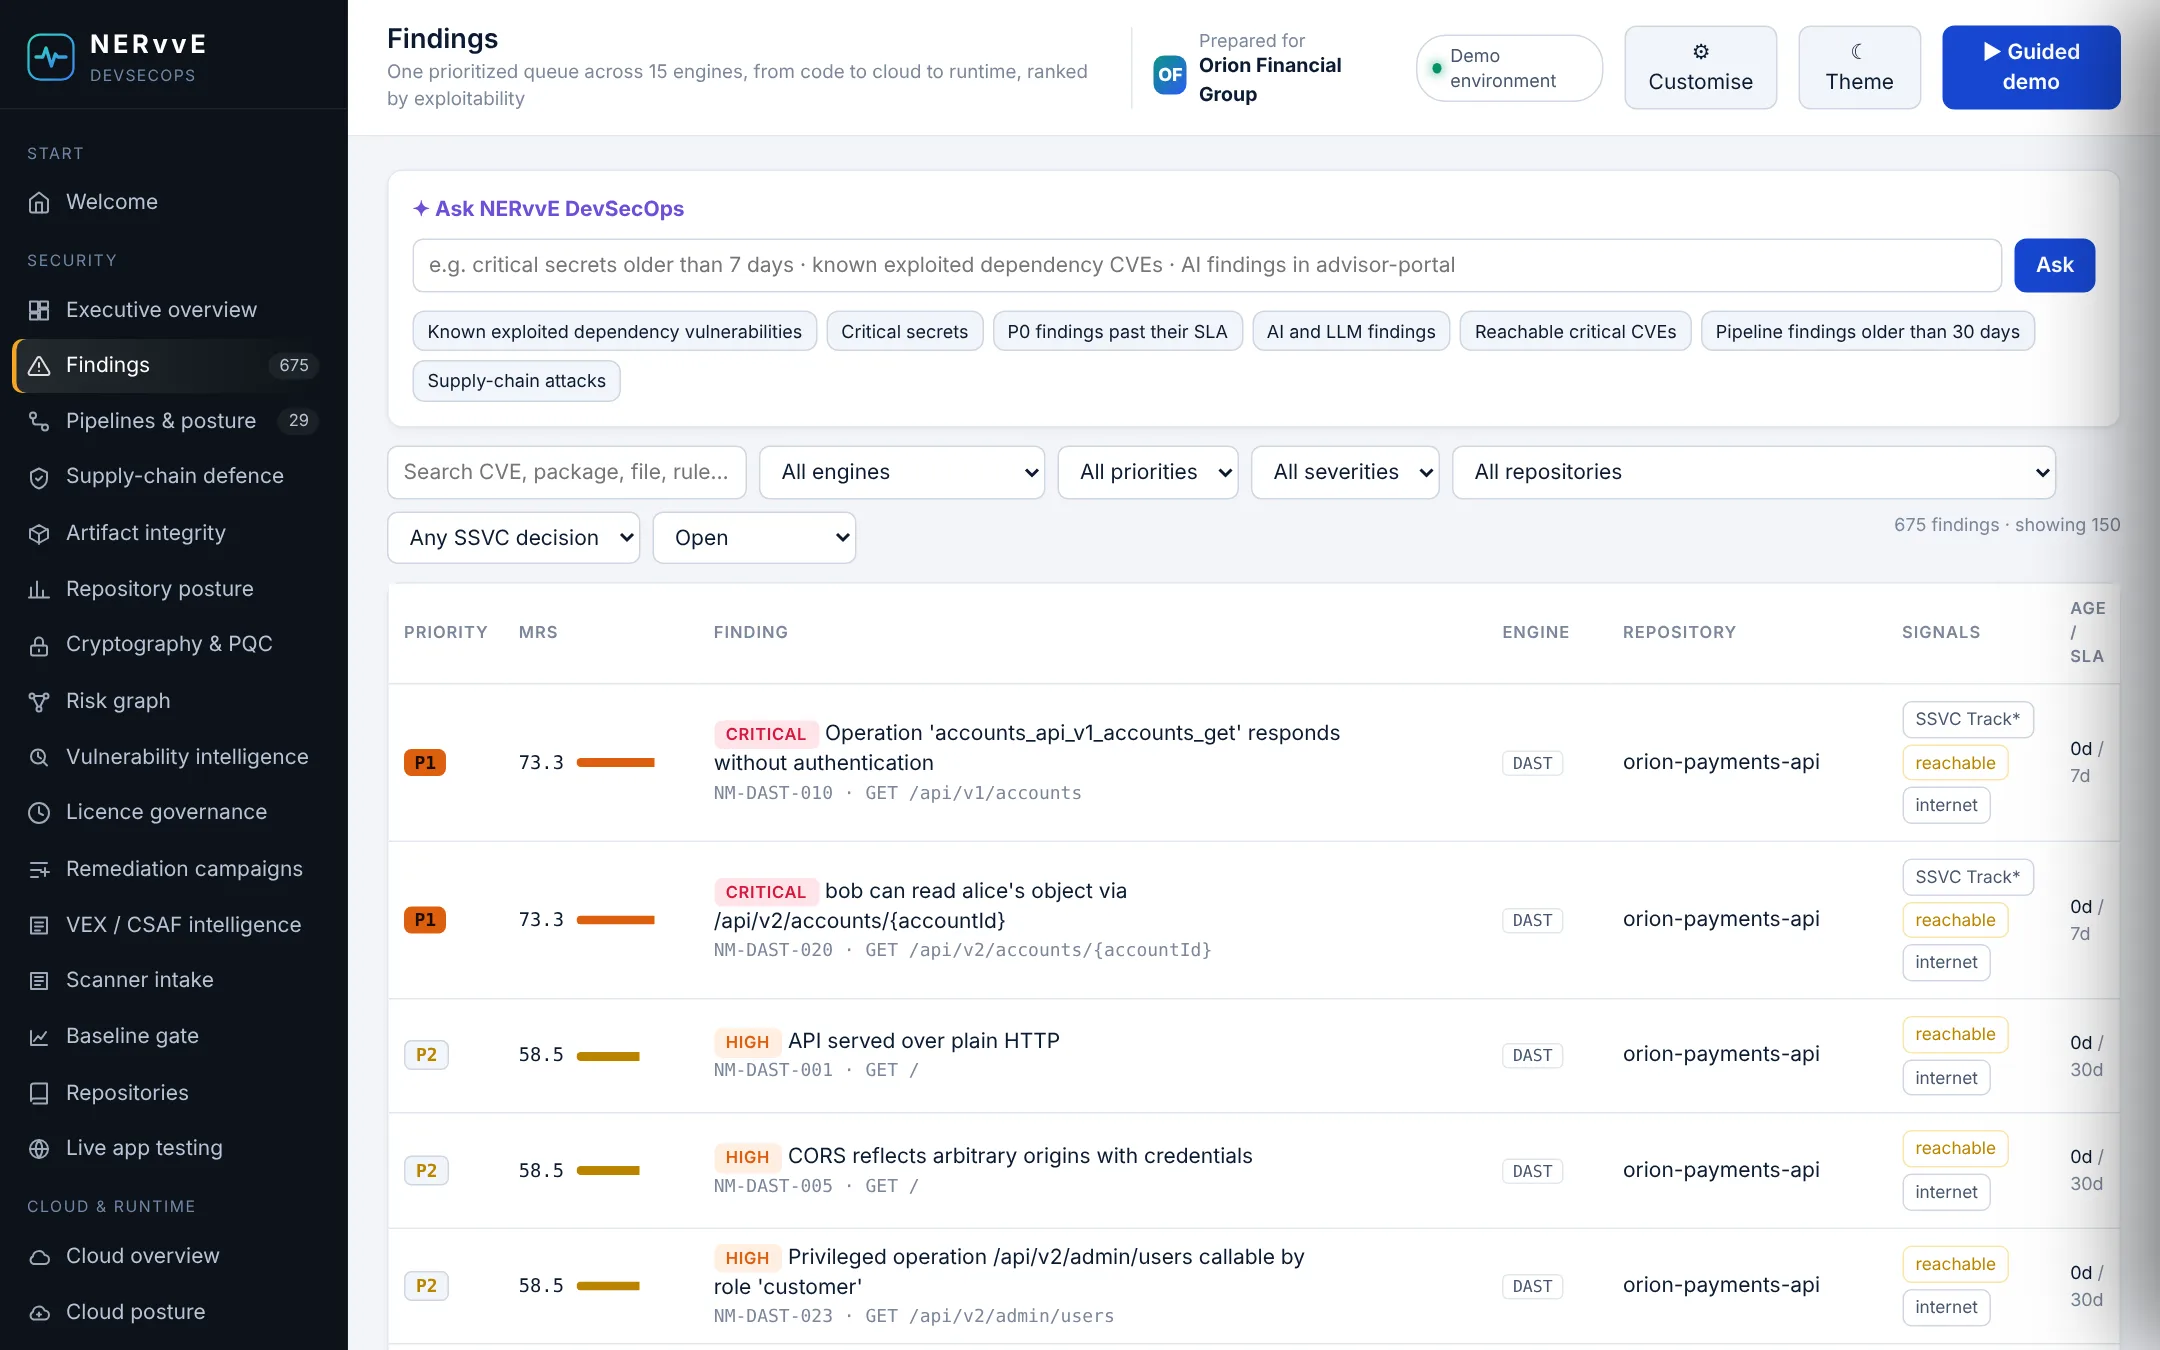 NERvvE
DEVSECOPS
START
Welcome
SECURITY
Executive overview
Findings 675
Pipelines & posture 29
Supply-chain defence
Artifact integrity
Repository posture
Cryptography & PQC
Risk graph
Vulnerability intelligence
Licence governance
Remediation campaigns
VEX / CSAF intelligence
Scanner intake
Baseline gate
Repositories
Live app testing
CLOUD & RUNTIME
Cloud overview
Cloud posture
Findings
One prioritized queue across 15 engines, from code to cloud to runtime, ranked
by exploitability
OF
Prepared for
Orion Financial
Group
Demo
environment
⚙
Customise
☾
Theme
▶ Guided
demo
✦ Ask NERvvE DevSecOps
e.g. critical secrets older than 7 days · known exploited dependency CVEs · AI findings in advisor-portal
Ask
Known exploited dependency vulnerabilities
Critical secrets
P0 findings past their SLA
AI and LLM findings
Reachable critical CVEs
Pipeline findings older than 30 days
Supply-chain attacks
Search CVE, package, file, rule...
All engines
All priorities
All severities
All repositories
Any SSVC decision
Open
675 findings · showing 150
PRIORITY MRS FINDING ENGINE REPOSITORY SIGNALS AGE
/
SLA
P1 73.3
CRITICAL Operation 'accounts_api_v1_accounts_get' responds
without authentication
NM-DAST-010 · GET /api/v1/accounts
DAST
orion-payments-api
SSVC Track*
reachable
internet
0d /
7d
P1 73.3
CRITICAL bob can read alice's object via
/api/v2/accounts/{accountId}
NM-DAST-020 · GET /api/v2/accounts/{accountId}
DAST
orion-payments-api
SSVC Track*
reachable
internet
0d /
7d
P2 58.5
HIGH API served over plain HTTP
NM-DAST-001 · GET /
DAST
orion-payments-api
reachable
internet
0d /
30d
P2 58.5
HIGH CORS reflects arbitrary origins with credentials
NM-DAST-005 · GET /
DAST
orion-payments-api
reachable
internet
0d /
30d
P2 58.5
HIGH Privileged operation /api/v2/admin/users callable by
role 'customer'
NM-DAST-023 · GET /api/v2/admin/users
DAST
orion-payments-api
reachable
internet
0d /
30d